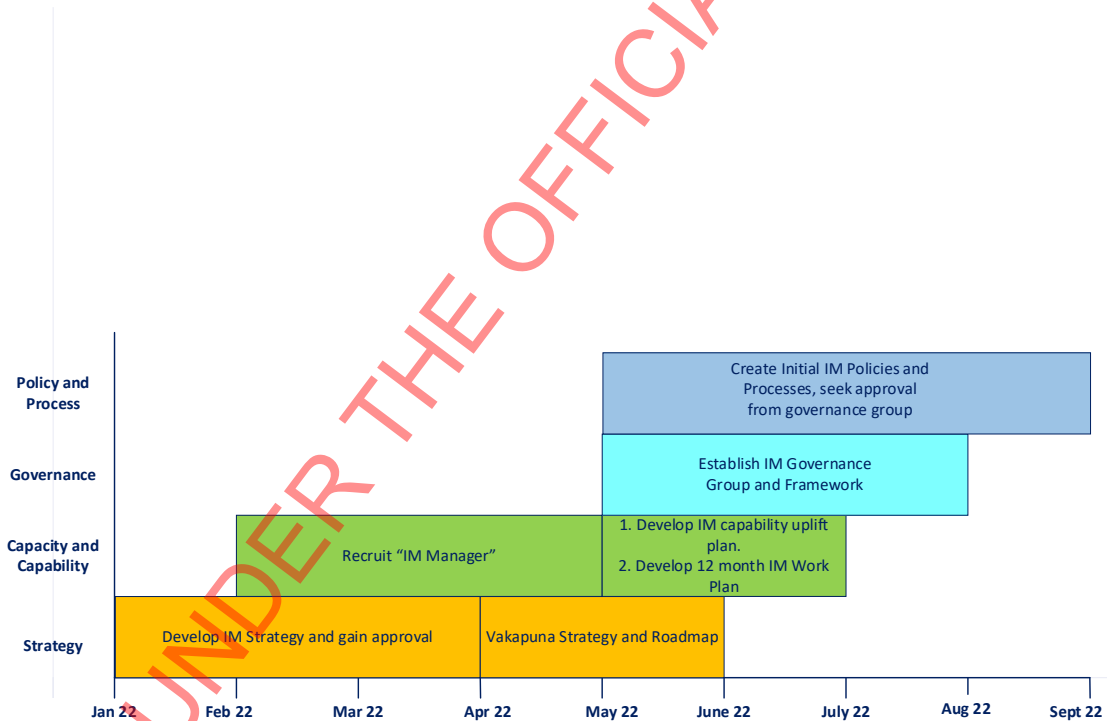 UNDER THE OFFICIA
Policy and
Process
Create Initial IM Policies and
Processes, seek approval
from governance group
Governance
Establish IM Governance
Group and Framework
Capacity and
Capability
Recruit “IM Manager”
1. Develop IM capability uplift
plan.
2. Develop 12 month IM Work
Plan
Strategy
Develop IM Strategy and gain approval
Vakapuna Strategy and Roadmap
Jan 22
Feb 22
Mar 22
Apr 22
May 22
June 22
July 22
Aug 22
Sept 22